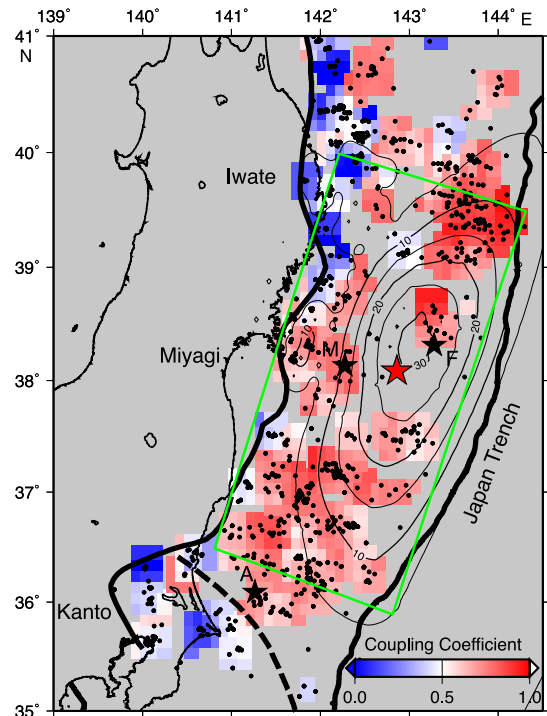 139° 140° 141° 142° 143° 144° E
41°
N
40°
39°
38°
37°
36°
35°
Iwate
Miyagi
Kanto
M
F
A
Japan Trench
10
20
10
20
30
10
Coupling Coefficient
0.0 0.5 1.0